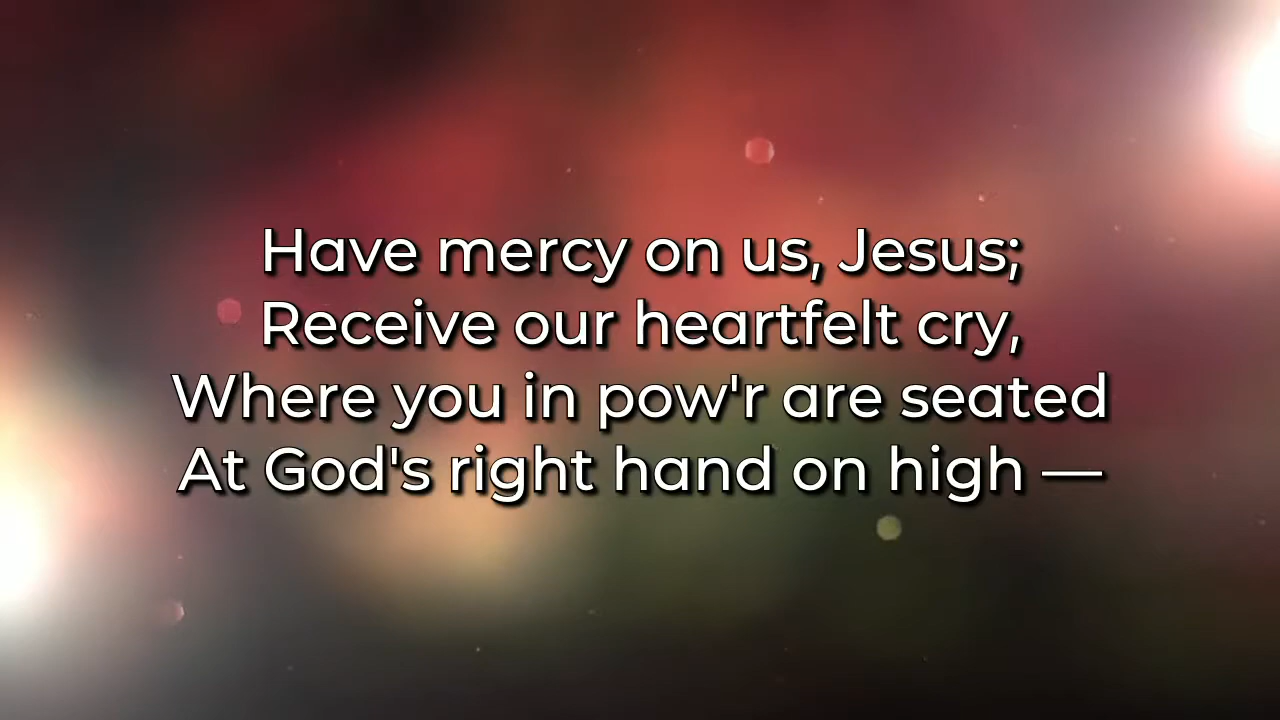 Have mercy on us, Jesus;
Receive our heartfelt cry,
Where you in pow'r are seated
At God's right hand on high —